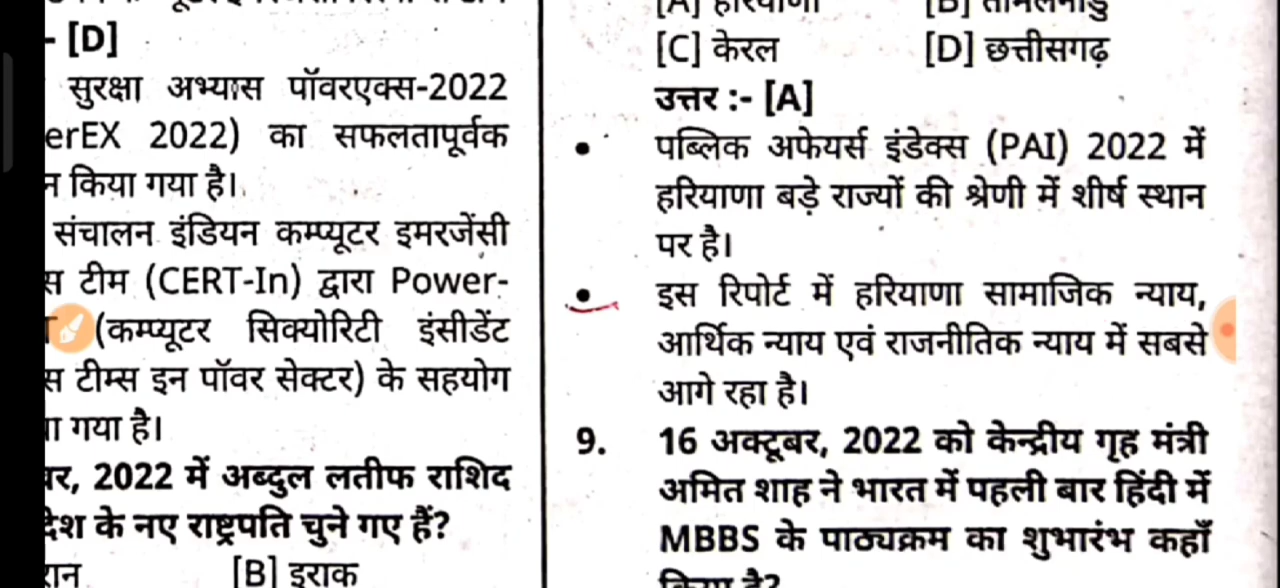 - [D]
सुरक्षा अभ्यास पॉवरएक्स-2022
erEX 2022) का सफलतापूर्वक
न किया गया है।
संचालन इंडियन कम्प्यूटर इमरजेंसी
स टीम (CERT-In) द्वारा Power-
(कम्प्यूटर सिक्योरिटी इंसीडेंट
स टीम्स इन पॉवर सेक्टर) के सहयोग
गया है।
2022 में अब्दुल लतीफ राशिद
देश के नए राष्ट्रपति चुने गए हैं?
[B] इराक
[A] हरियाणा [B] तमिलनाडु
[C] केरल [D] छत्तीसगढ़
उत्तर :- [A]
• पब्लिक अफेयर्स इंडेक्स (PAI) 2022 में
हरियाणा बड़े राज्यों की श्रेणी में शीर्ष स्थान
पर है।
• इस रिपोर्ट में हरियाणा सामाजिक न्याय,
आर्थिक न्याय एवं राजनीतिक न्याय में सबसे
आगे रहा है।
9. 16 अक्टूबर, 2022 को केन्द्रीय गृह मंत्री
अमित शाह ने भारत में पहली बार हिंदी में
MBBS के पाठ्यक्रम का शुभारंभ कहाँ
किया है?